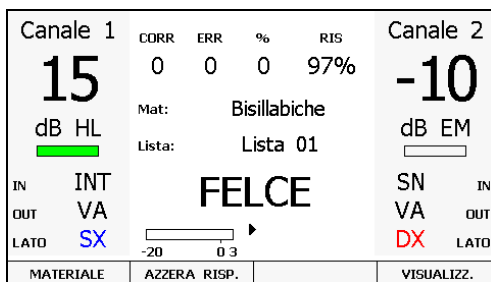 Canale 1 CORR ERR % RIS Canale 2
15 0 0 0 97% -10
Mat: Bisillabiche
dB HL dB EM
Lista: Lista 01
IN INT FELCE SN IN
OUT VA VA OUT
LATO SX DX LATO
-20 0 3
MATERIALE AZZERA RISP. VISUALIZZ.